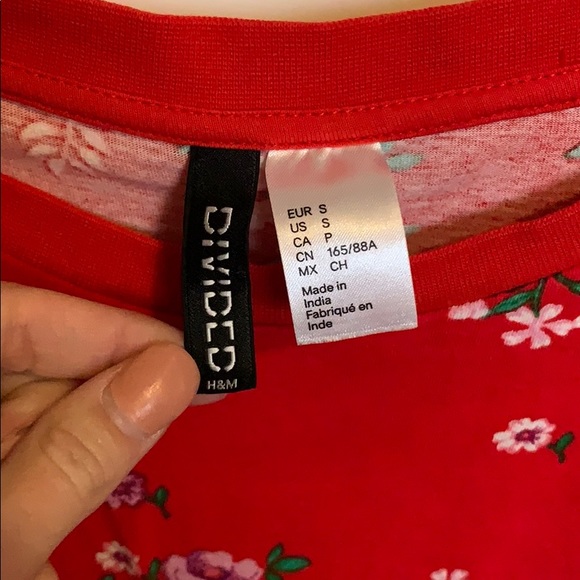 DIVIDED
H&M
EUR S
US S
CA P
CN 165/88A
MX CH
Made in
India
Fabriqué en
Inde